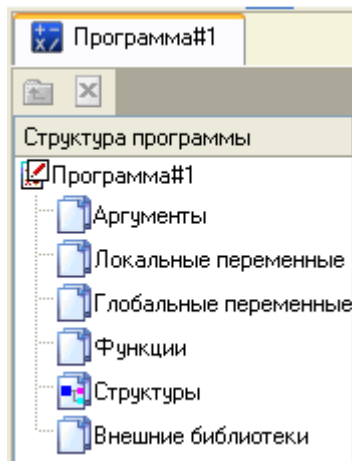 Программа#1
Структура программы
Программа#1
Аргументы
Локальные переменные
Глобальные переменные
Функции
Структуры
Внешние библиотеки